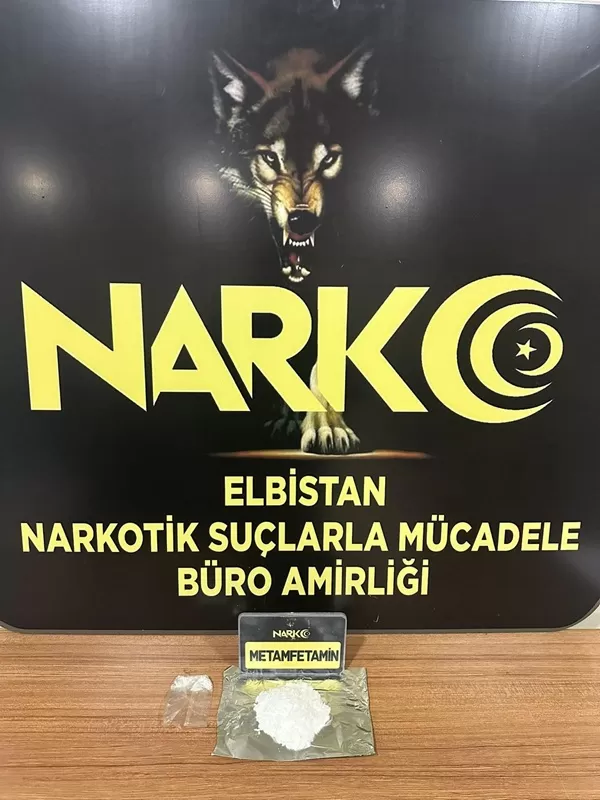 NARKO
ELBİSTAN
NARKOTİK SUÇLARLA MÜCADELE
BÜRO AMİRLİĞİ
NARKO
METAMFETAMİN